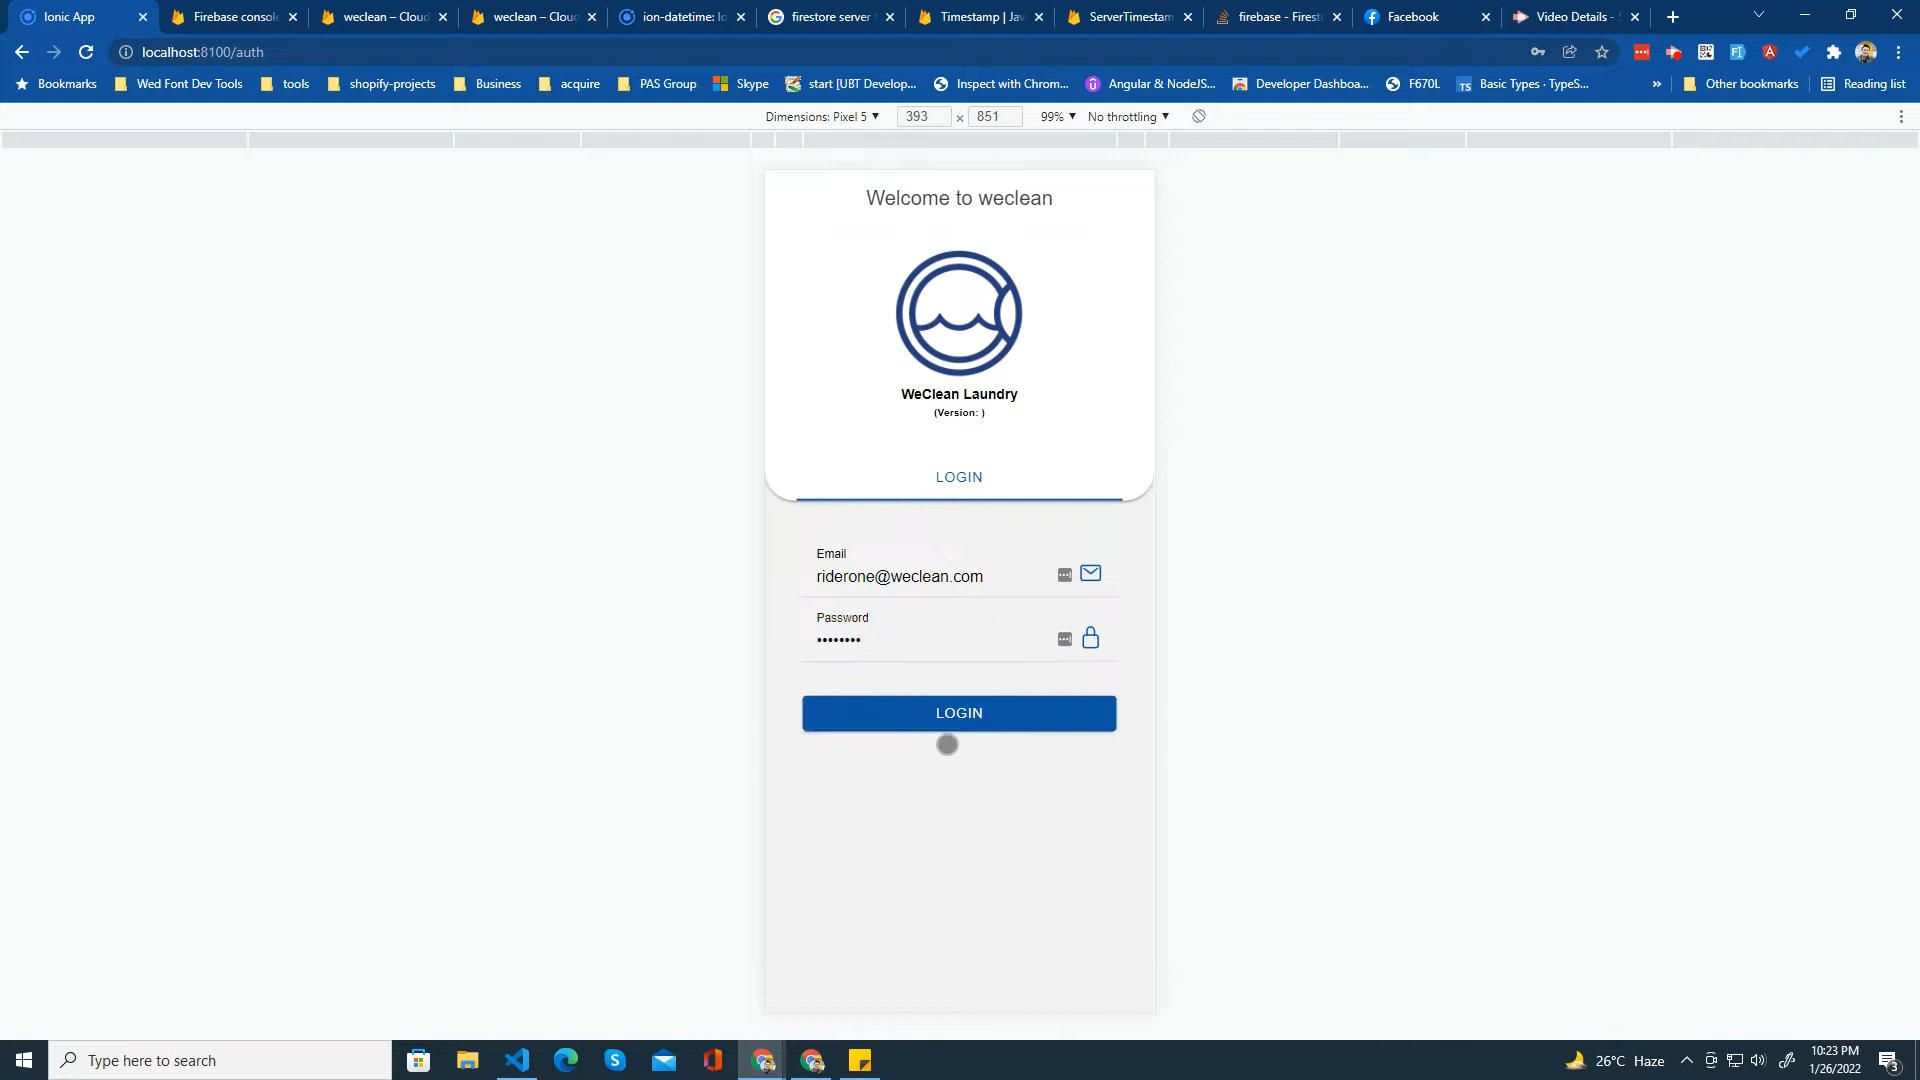 Ionic App
Firebase consol
weclean – Cloud
weclean – Cloud
ion-datetime: Io
firestore server
Timestamp | Jav
ServerTimestam
firebase - Firest
Facebook
Video Details -
localhost:8100/auth
Bookmarks
Wed Font Dev Tools
tools
shopify-projects
Business
acquire
PAS Group
Skype
start [UBT Develop...
Inspect with Chrom...
Angular & NodeJS...
Developer Dashboa...
F670L
TS
Basic Types · TypeS...
»
Other bookmarks
Reading list
Dimensions: Pixel 5
393
×
851
99%
No throttling
Welcome to weclean
WeClean Laundry
(Version: )
LOGIN
Email
riderone@weclean.com
Password
••••••••
LOGIN
Type here to search
26°C Haze
10:23 PM
1/26/2022
3